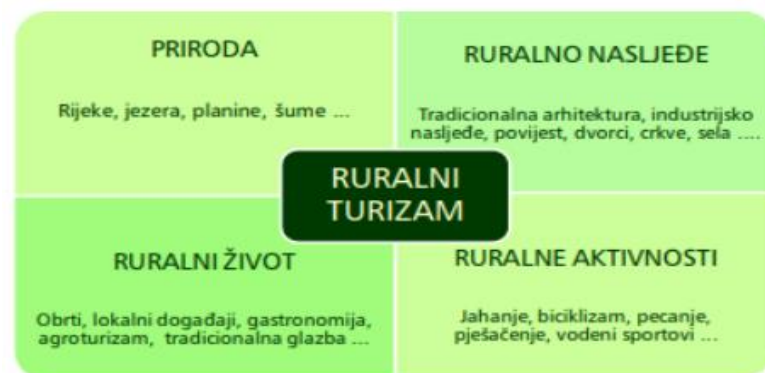 PRIRODA
Rijeke, jezera, planine, šume ...
RURALNO NASLJEĐE
Tradicionalna arhitektura, industrijsko
nasljeđe, povijest, dvorci, crkve, sela ....
RURALNI
TURIZAM
RURALNI ŽIVOT
Obrti, lokalni događaji, gastronomija,
agroturizam, tradicionalna glazba ...
RURALNE AKTIVNOSTI
Jahanje, biciklizam, pecanje,
pješačenje, vodeni sportovi ...